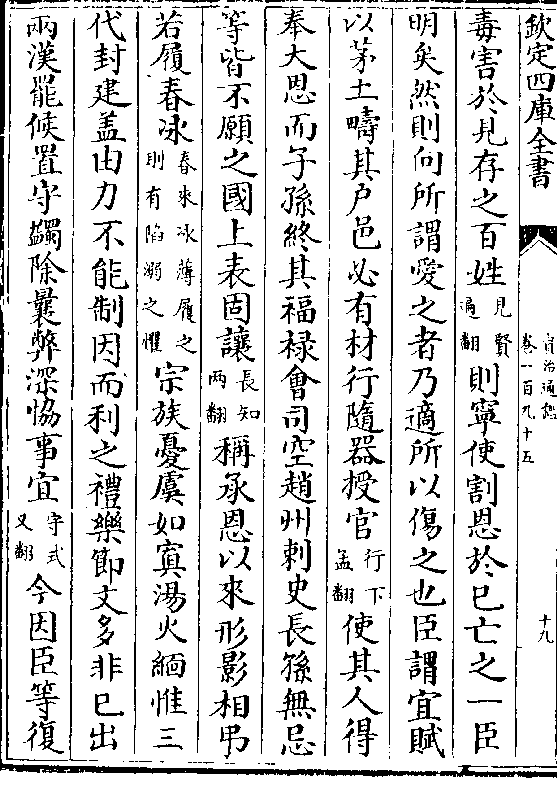 欽定四庫全書
資治通鑑
卷一百九十五
十九
毒害於見存之百姓見賢遍翻則寧使割恩於已亡之一臣
明矣然則向所謂愛之者乃適所以傷之也臣謂宜賦
以茅土疇其户邑必有材行隨器授官行下孟翻使其人得
奉大恩而子孫終其福禄會司空趙州刺史長孫無忌
等皆不願之國上表固讓長知兩翻稱承恩以來形影相弔
若履春冰春來冰薄履之則有陷溺之懼宗族憂虞如寘湯火緬惟三
代封建盖由力不能制因而利之禮樂節文多非已出
兩漢罷侯置守蠲除曩弊深恊事宜守式又翻今因臣等復